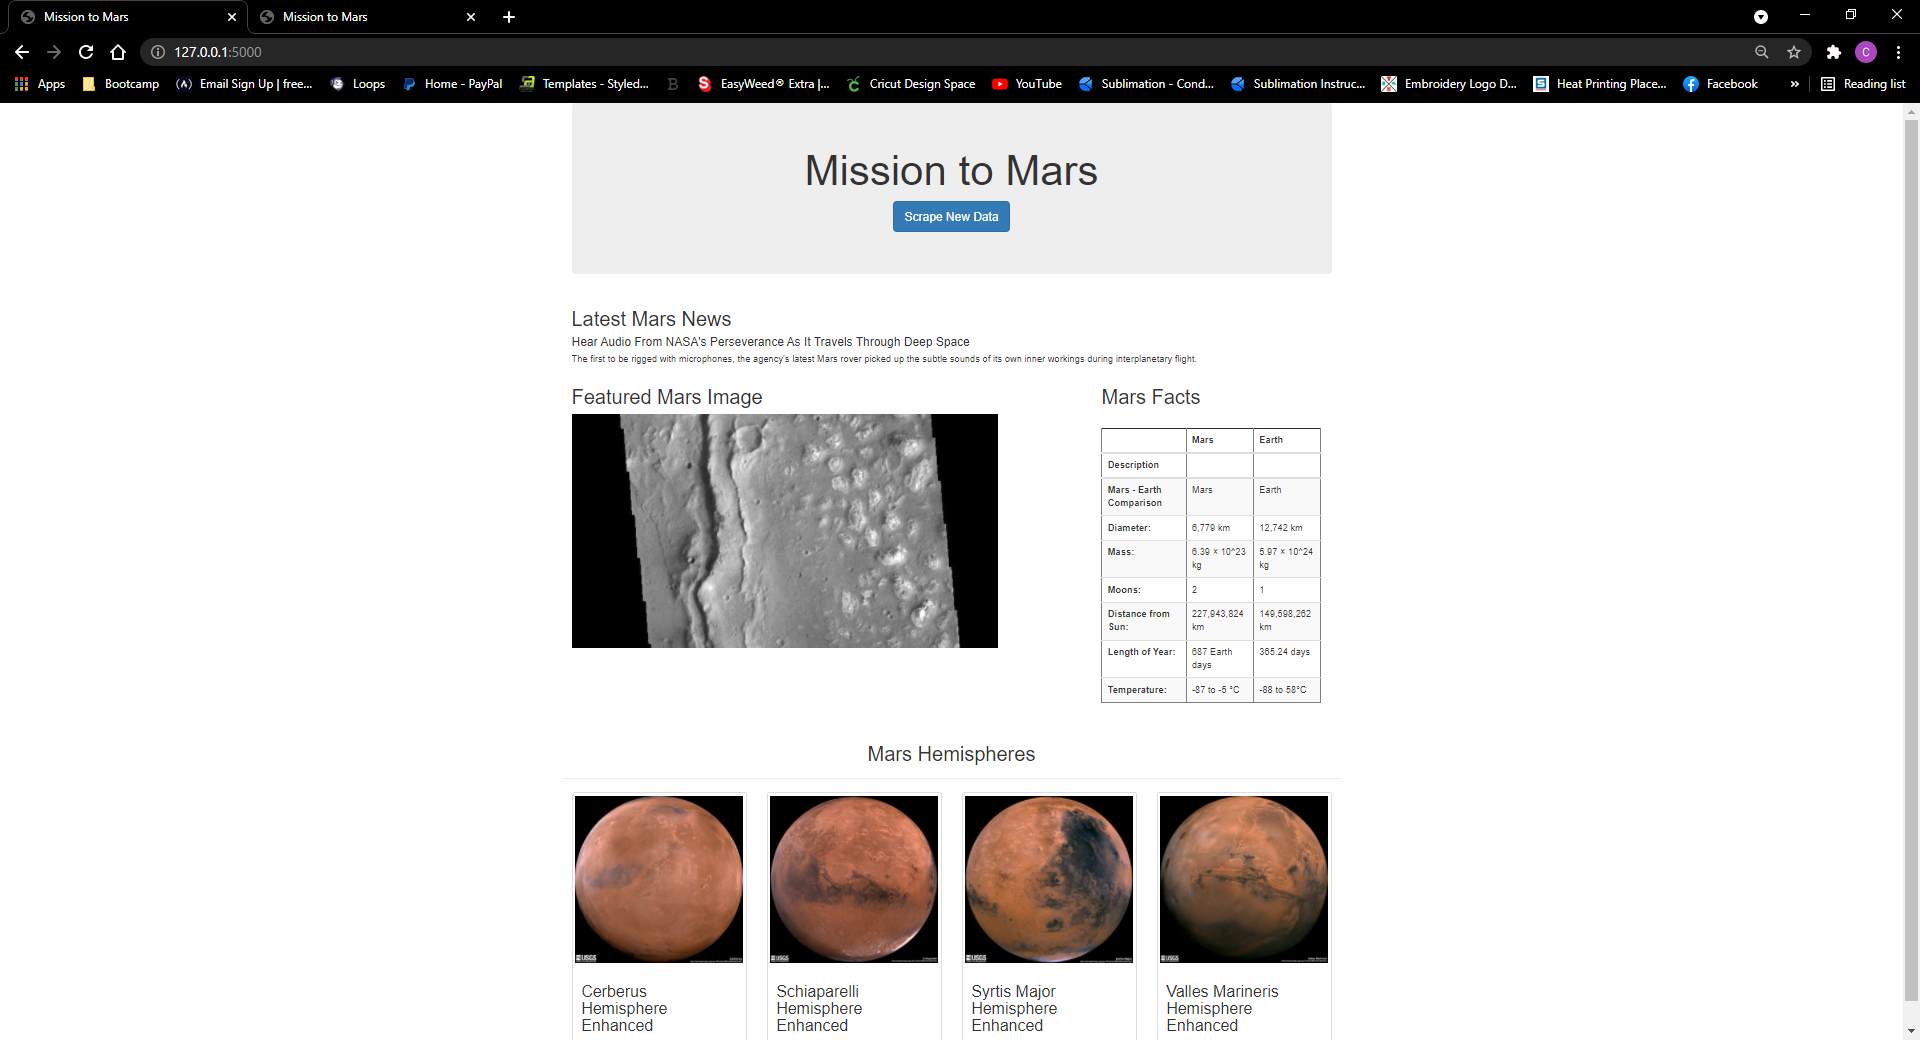 Mission to Mars
Mission to Mars
127.0.0.1:5000
C
Apps
Bootcamp
Email Sign Up | free...
Loops
Home - PayPal
Templates - Styled...
EasyWeed® Extra |...
Cricut Design Space
YouTube
Sublimation - Cond...
Sublimation Instruc...
Embroidery Logo D...
Heat Printing Place...
Facebook
»
Reading list
Mission to Mars
Scrape New Data
Latest Mars News
Hear Audio From NASA's Perseverance As It Travels Through Deep Space
The first to be rigged with microphones, the agency's latest Mars rover picked up the subtle sounds of its own inner workings during interplanetary flight.
Featured Mars Image
Mars Facts
Mars Earth
Description
Mars - Earth Comparison Mars Earth
Diameter: 6,779 km 12,742 km
Mass: 6.39 × 10^23 kg 5.97 × 10^24 kg
Moons: 2 1
Distance from Sun: 227,943,824 km 149,598,262 km
Length of Year: 687 Earth days 365.24 days
Temperature: -87 to -5 °C -88 to 58°C
Mars Hemispheres
USGS
USGS
USGS
USGS
Cerberus
Hemisphere
Enhanced
Schiaparelli
Hemisphere
Enhanced
Syrtis Major
Hemisphere
Enhanced
Valles Marineris
Hemisphere
Enhanced